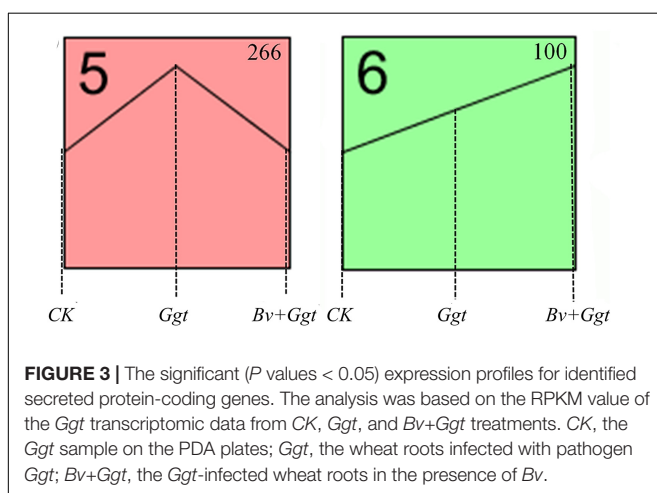 5 266 6 100
CK Ggt Bv+Ggt CK Ggt Bv+Ggt
FIGURE 3 | The significant (P values < 0.05) expression profiles for identified
secreted protein-coding genes. The analysis was based on the RPKM value of
the Ggt transcriptomic data from CK, Ggt, and Bv+Ggt treatments. CK, the
Ggt sample on the PDA plates; Ggt, the wheat roots infected with pathogen
Ggt; Bv+Ggt, the Ggt-infected wheat roots in the presence of Bv.